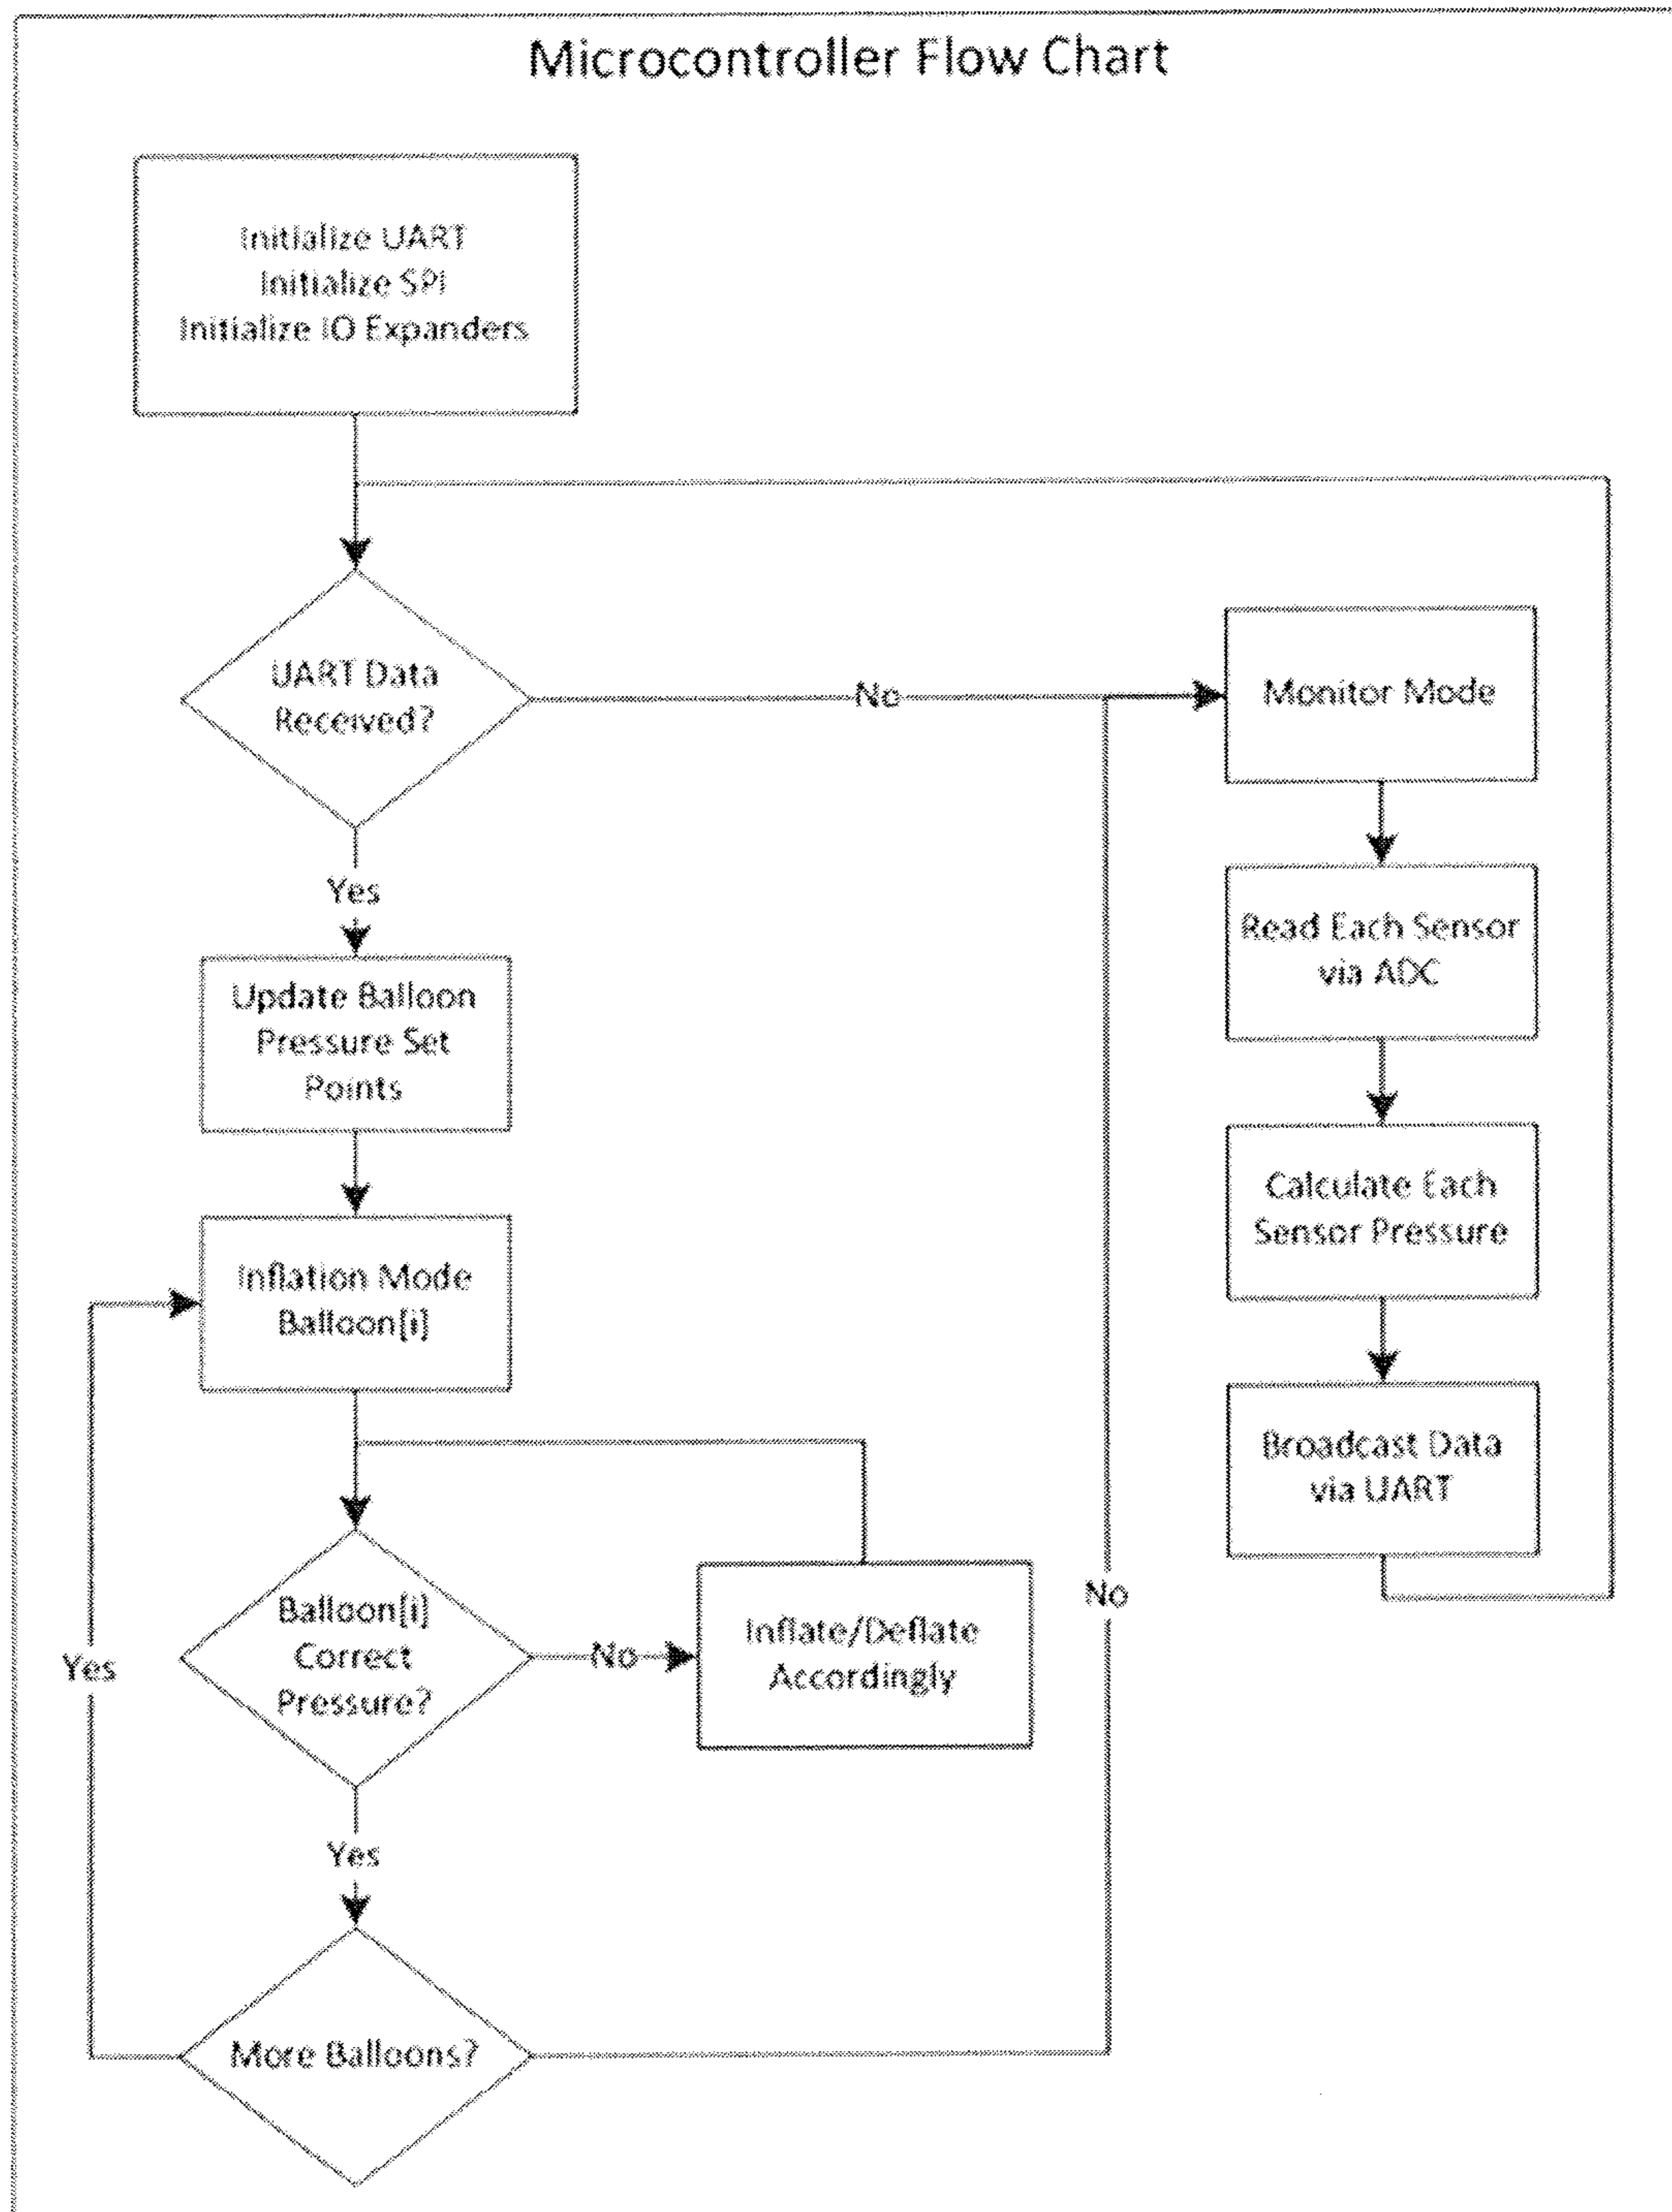 Microcontroller Flow Chart
Initialize UART
Initialize SPI
Initialize IO Expanders
UART Data
Received?
No
Monitor Mode
Yes
Read Each Sensor
via ADC
Update Balloon
Pressure Set
Points
Calculate Each
Sensor Pressure
Inflation Mode
Balloon[i]
Broadcast Data
via UART
Balloon[i]
Correct
Pressure?
No
Inflate/Deflate
Accordingly
No
Yes
Yes
More Balloons?